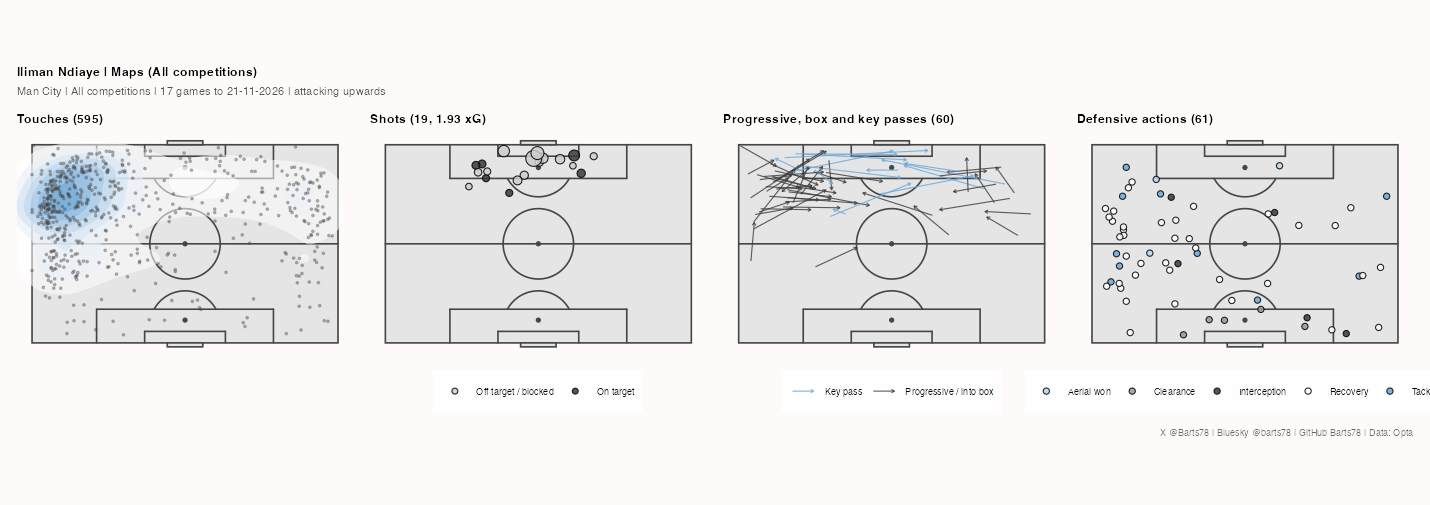 Iliman Ndiaye | Maps (All competitions)
Man City | All competitions | 17 games to 21-11-2026 | attacking upwards
Touches (595)
Shots (19, 1.93 xG)
Progressive, box and key passes (60)
Defensive actions (61)
Off target / blocked
On target
Key pass
Progressive / into box
Aerial won
Clearance
Interception
Recovery
Tack
X @Barts78 | Bluesky @barts78 | GitHub Barts78 | Data: Opta